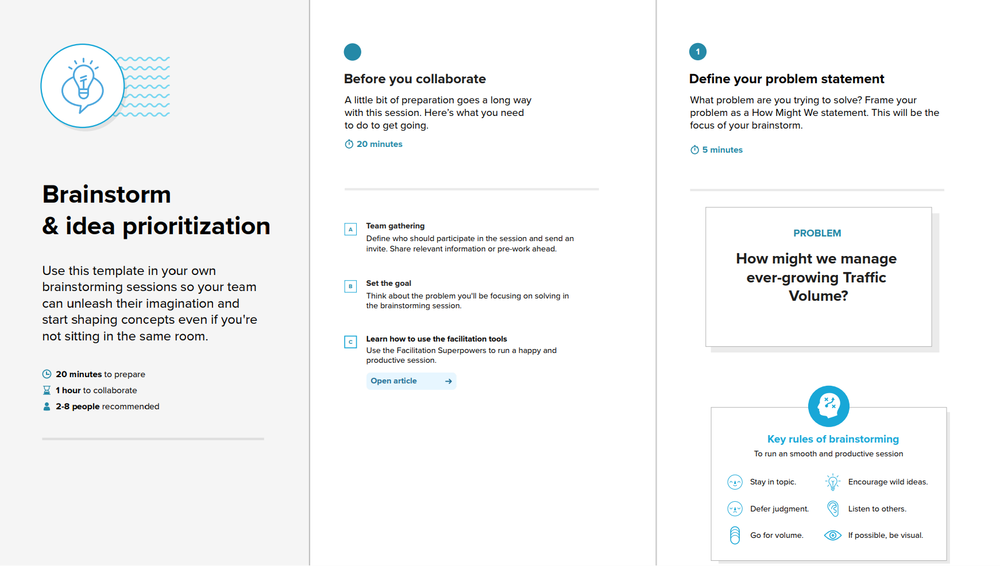 Brainstorm
& idea prioritization
Use this template in your own
brainstorming sessions so your team
can unleash their imagination and
start shaping concepts even if you're
not sitting in the same room.
20 minutes to prepare
1 hour to collaborate
2-8 people recommended
Before you collaborate
A little bit of preparation goes a long way
with this session. Here’s what you need
to do to get going.
20 minutes
A
Team gathering
Define who should participate in the session and send an
invite. Share relevant information or pre-work ahead.
B
Set the goal
Think about the problem you'll be focusing on solving in
the brainstorming session.
C
Learn how to use the facilitation tools
Use the Facilitation Superpowers to run a happy and
productive session.
Open article
1
Define your problem statement
What problem are you trying to solve? Frame your
problem as a How Might We statement. This will be the
focus of your brainstorm.
5 minutes
PROBLEM
How might we manage
ever-growing Traffic
Volume?
Key rules of brainstorming
To run an smooth and productive session
Stay in topic.
Encourage wild ideas.
Defer judgment.
Listen to others.
Go for volume.
If possible, be visual.